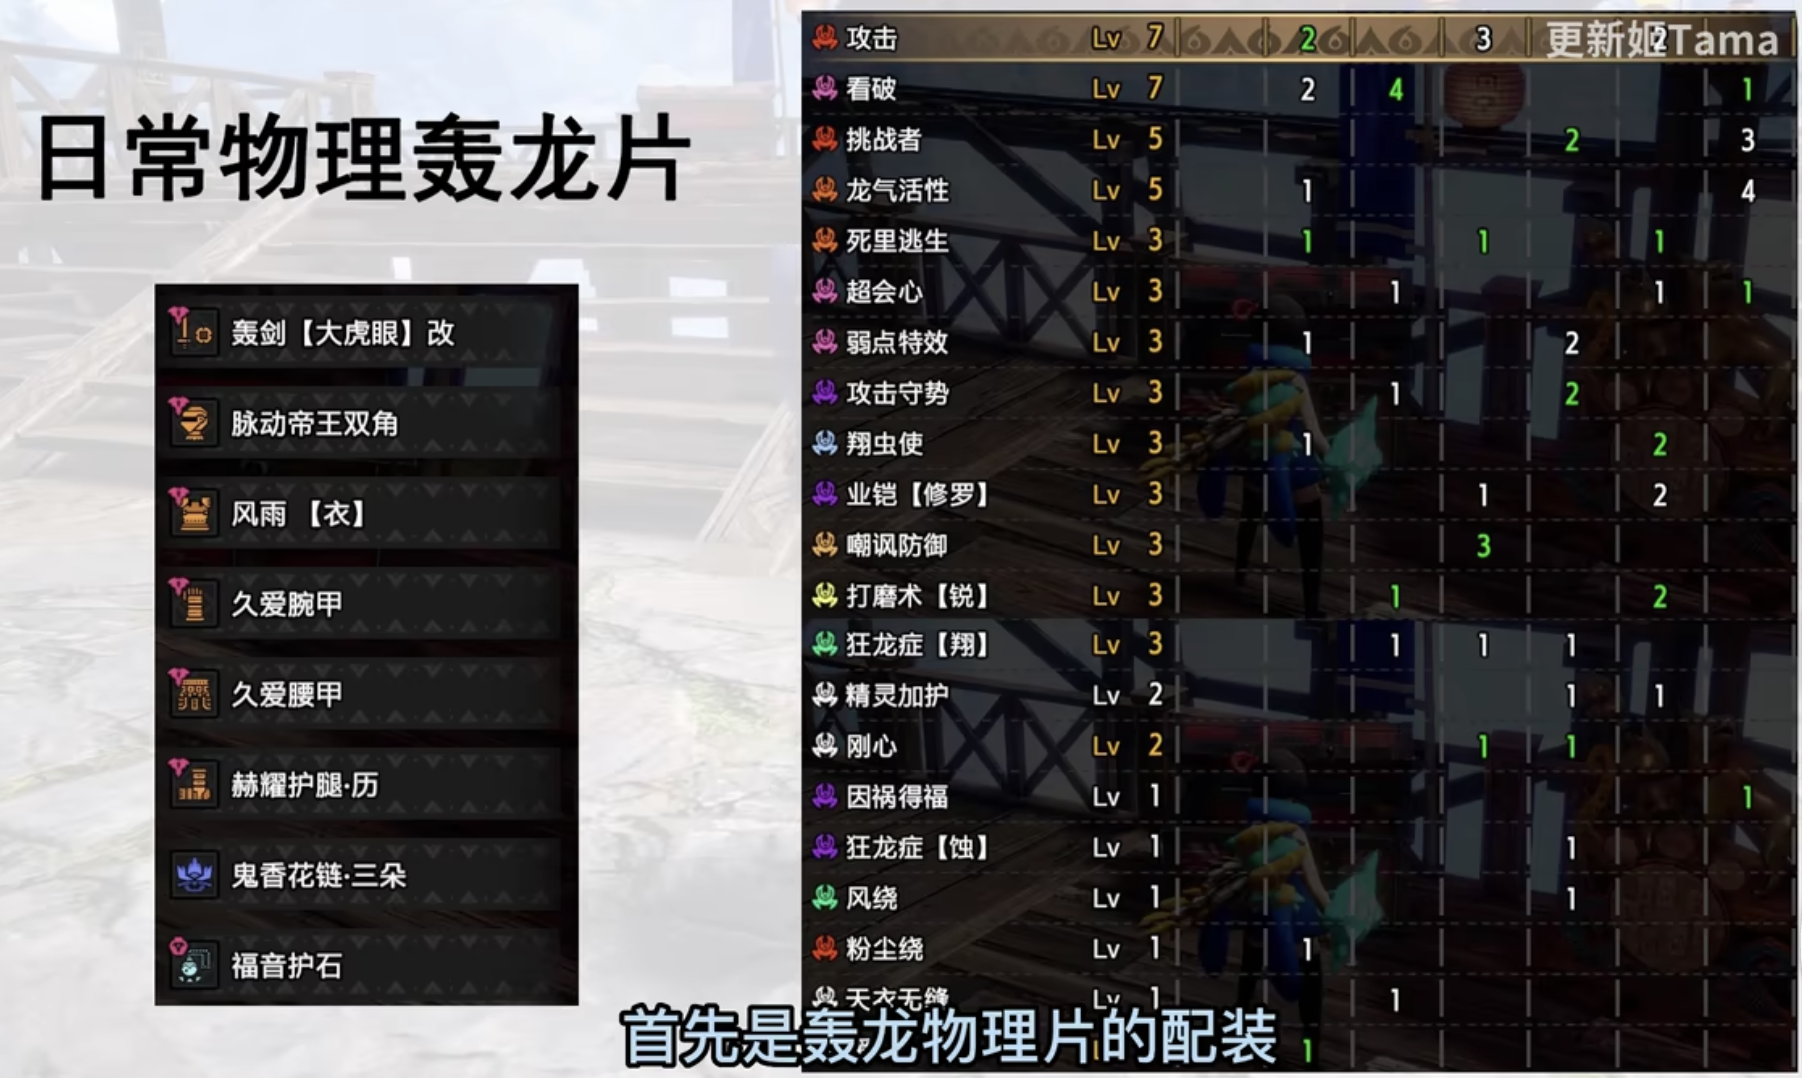 更新姬Tama
日常物理轰龙片
轰剑【大虎眼】改
脉动帝王双角
风雨【衣】
久爱腕甲
久爱腰甲
赫耀护腿·历
鬼香花链·三朵
福音护石
攻击 Lv 7 2 3 2
看破 Lv 7 2 4 1
挑战者 Lv 5 2 3
龙气活性 Lv 5 1 4
死里逃生 Lv 3 1 1 1
超会心 Lv 3 1 1 1
弱点特效 Lv 3 1 2
攻击守势 Lv 3 1 2
翔虫使 Lv 3 1 2
业铠【修罗】 Lv 3 1 2
嘲讽防御 Lv 3 3
打磨术【锐】 Lv 3 1 2
狂龙症【翔】 Lv 3 1 1 1
精灵加护 Lv 2 1 1
刚心 Lv 2 1 1
因祸得福 Lv 1 1
狂龙症【蚀】 Lv 1 1
风绕 Lv 1 1
粉尘绕 Lv 1 1
天衣无缝 Lv 1 1
1
首先是轰龙物理片的配装